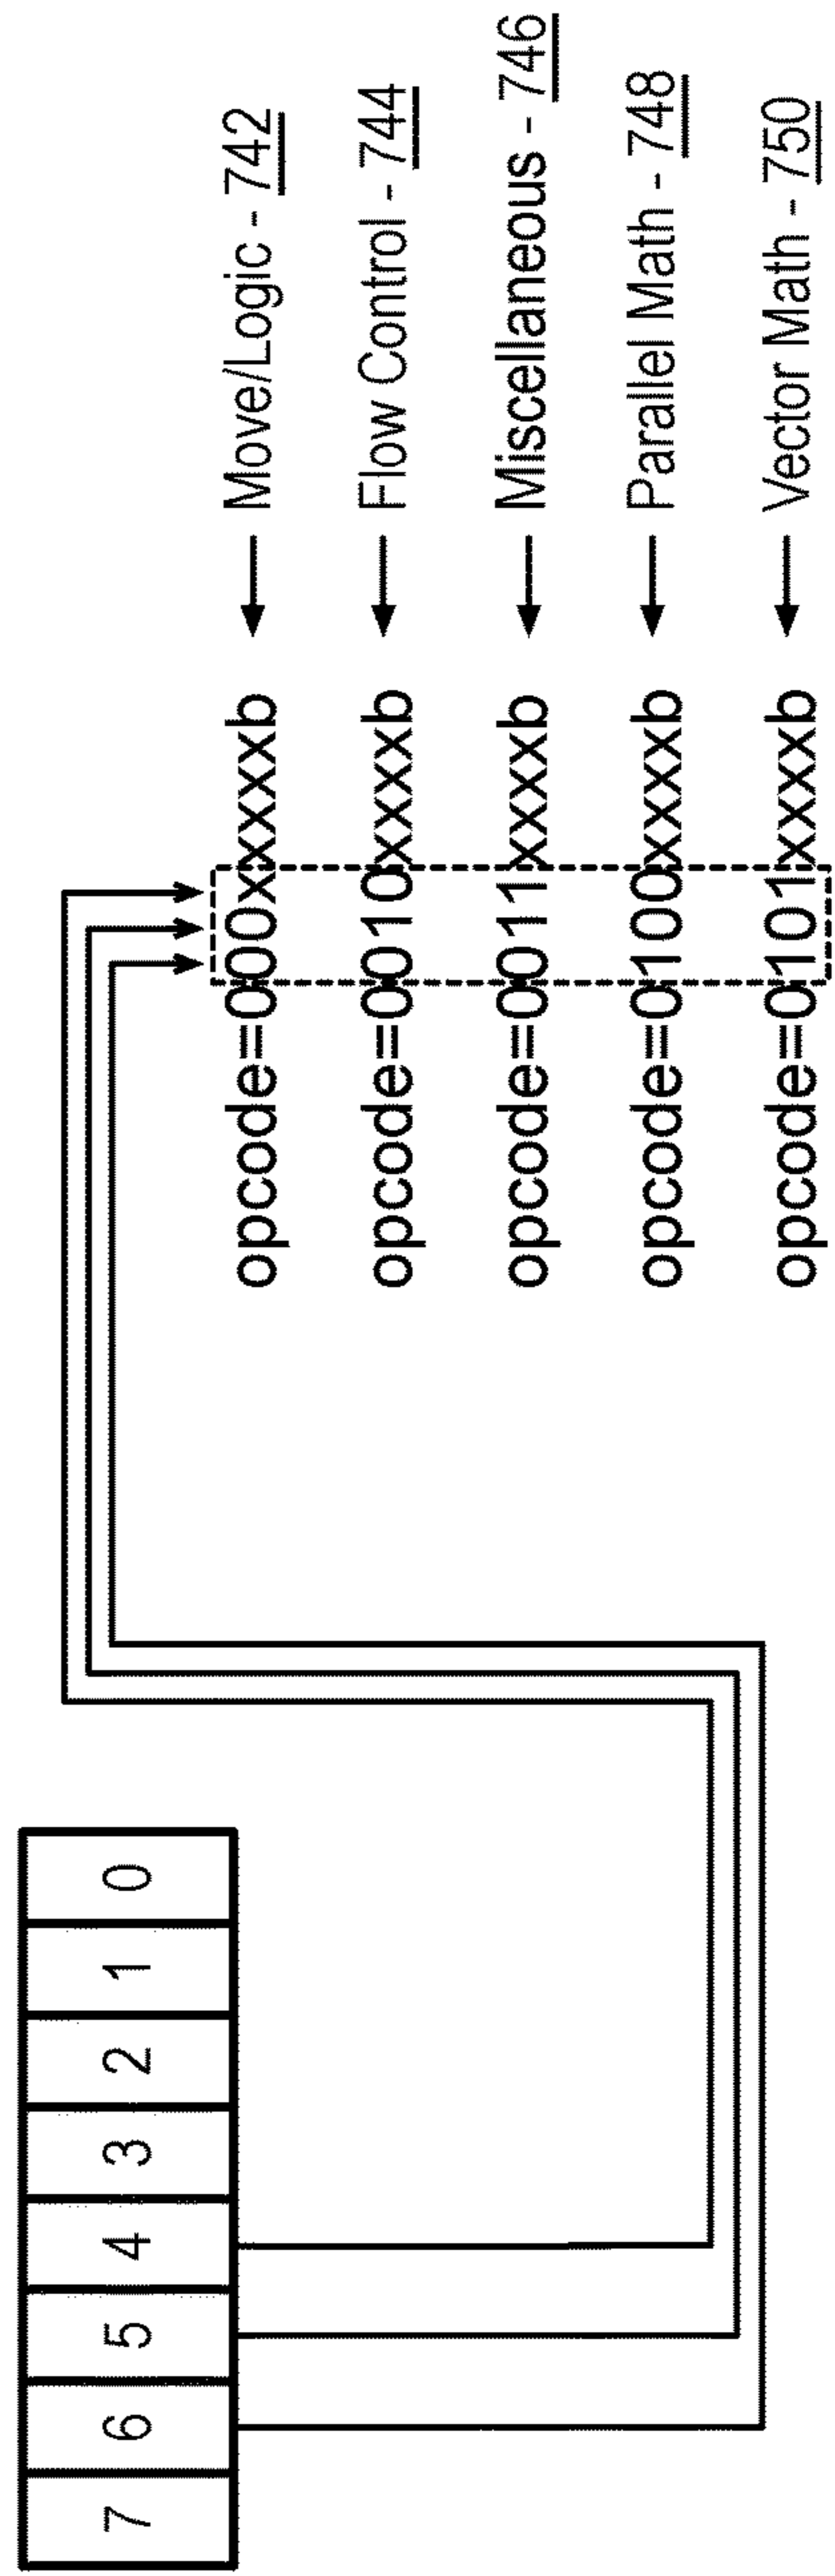 7 6 5 4 3 2 1 0
opcode=000xxxxxb ← Move/Logic - 742
opcode=0010xxxxb ← Flow Control - 744
opcode=0011xxxxb ← Miscellaneous - 746
opcode=0100xxxxb ← Parallel Math - 748
opcode=0101xxxxb ← Vector Math - 750